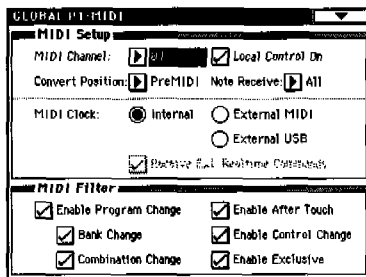 GLOBAL P1-MIDI
MIDI Setup
MIDI Channel: 01 Local Control On
Convert Position: PreMIDI Note Receive: All
MIDI Clock: Internal External MIDI
External USB
Receive Ext. Realtime Commands
MIDI Filter
Enable Program Change Enable After Touch
Bank Change Enable Control Change
Combination Change Enable Exclusive